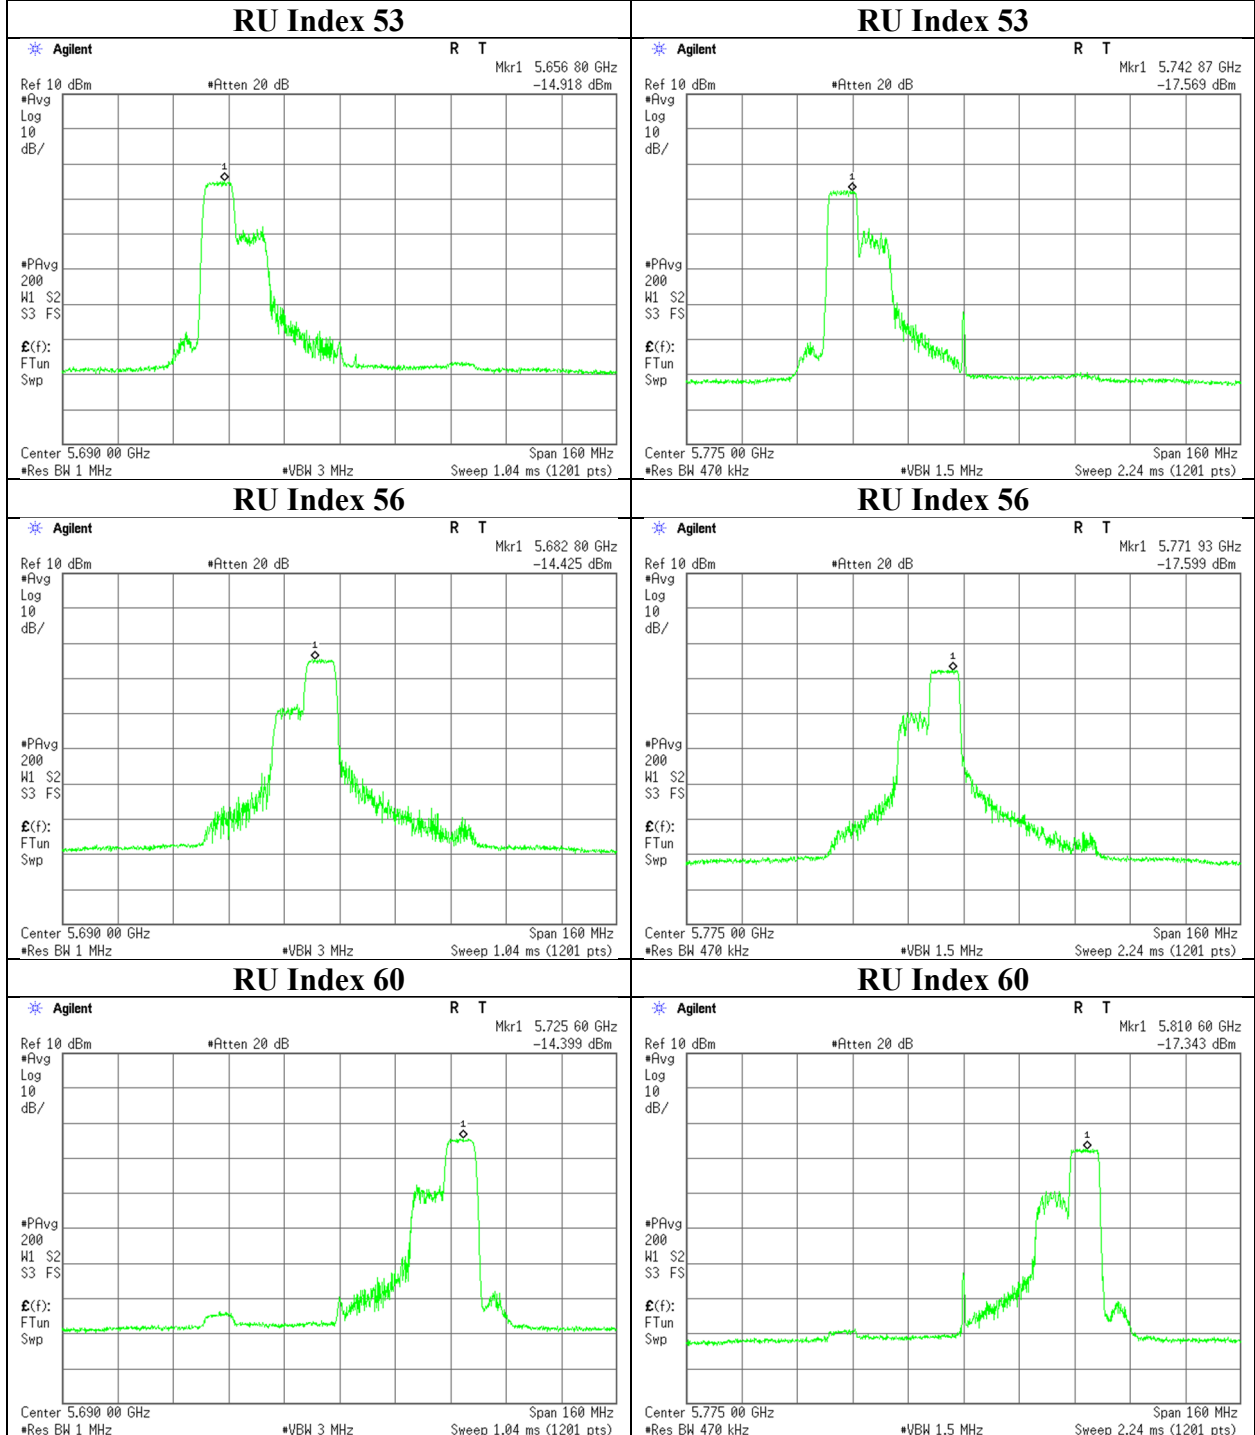 RU Index 53
Agilent
R T
Mkr1 5.656 80 GHz
Ref 10 dBm #Atten 20 dB -14.918 dBm
#Avg
Log
10
dB/
1
#PAvg
200
W1 S2
S3 FS
£(f):
FTun
Swp
Center 5.690 00 GHz Span 160 MHz
#Res BW 1 MHz #VBW 3 MHz Sweep 1.04 ms (1201 pts)
RU Index 53
Agilent
R T
Mkr1 5.742 87 GHz
Ref 10 dBm #Atten 20 dB -17.569 dBm
#Avg
Log
10
dB/
1
#PAvg
200
W1 S2
S3 FS
£(f):
FTun
Swp
Center 5.775 00 GHz Span 160 MHz
#Res BW 470 kHz #VBW 1.5 MHz Sweep 2.24 ms (1201 pts)
RU Index 56
Agilent
R T
Mkr1 5.682 80 GHz
Ref 10 dBm #Atten 20 dB -14.425 dBm
#Avg
Log
10
dB/
1
#PAvg
200
W1 S2
S3 FS
£(f):
FTun
Swp
Center 5.690 00 GHz Span 160 MHz
#Res BW 1 MHz #VBW 3 MHz Sweep 1.04 ms (1201 pts)
RU Index 56
Agilent
R T
Mkr1 5.771 93 GHz
Ref 10 dBm #Atten 20 dB -17.599 dBm
#Avg
Log
10
dB/
1
#PAvg
200
W1 S2
S3 FS
£(f):
FTun
Swp
Center 5.775 00 GHz Span 160 MHz
#Res BW 470 kHz #VBW 1.5 MHz Sweep 2.24 ms (1201 pts)
RU Index 60
Agilent
R T
Mkr1 5.725 60 GHz
Ref 10 dBm #Atten 20 dB -14.399 dBm
#Avg
Log
10
dB/
1
#PAvg
200
W1 S2
S3 FS
£(f):
FTun
Swp
Center 5.690 00 GHz Span 160 MHz
#Res BW 1 MHz #VBW 3 MHz Sweep 1.04 ms (1201 pts)
RU Index 60
Agilent
R T
Mkr1 5.810 60 GHz
Ref 10 dBm #Atten 20 dB -17.343 dBm
#Avg
Log
10
dB/
1
#PAvg
200
W1 S2
S3 FS
£(f):
FTun
Swp
Center 5.775 00 GHz Span 160 MHz
#Res BW 470 kHz #VBW 1.5 MHz Sweep 2.24 ms (1201 pts)